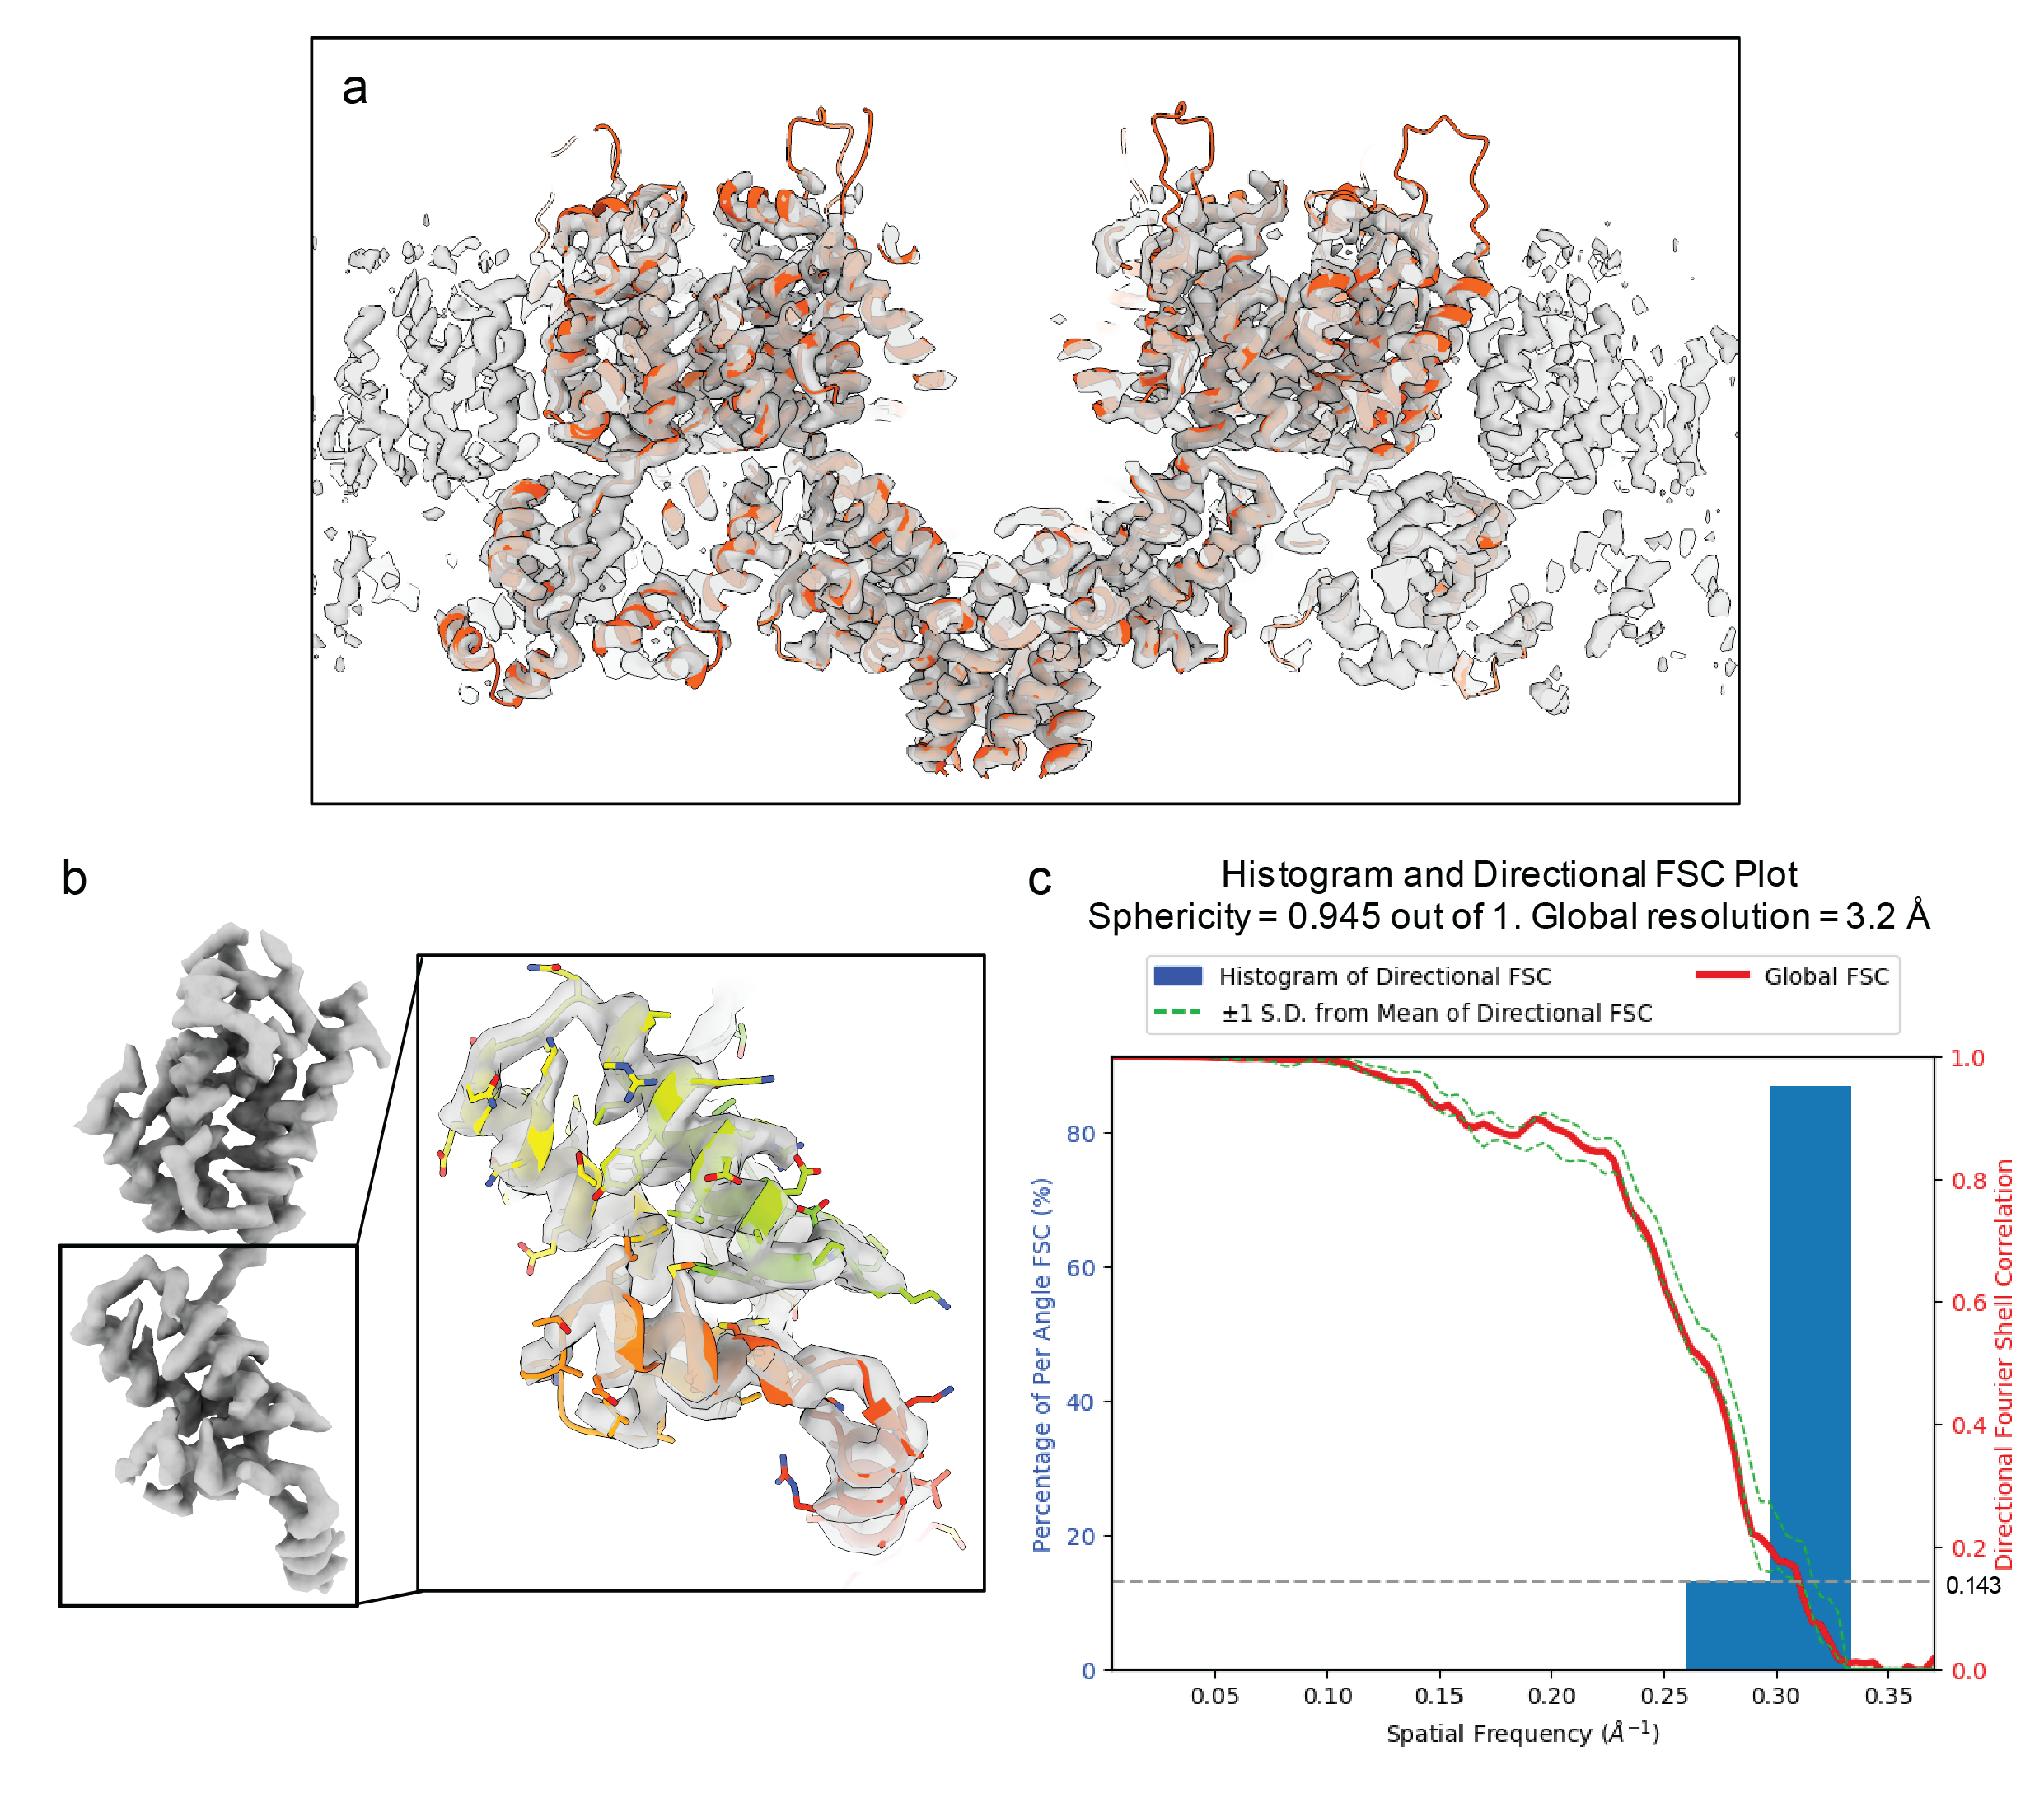 a
b
c
Histogram and Directional FSC Plot
Sphericity = 0.945 out of 1. Global resolution = 3.2 Å
Histogram of Directional FSC
Global FSC
±1 S.D. from Mean of Directional FSC
Percentage of Per Angle FSC (%)
80
60
40
20
0
1.0
0.8
0.6
0.4
0.2
0.143
0.0
Directional Fourier Shell Correlation
0.05 0.10 0.15 0.20 0.25 0.30 0.35
Spatial Frequency (Å⁻¹)